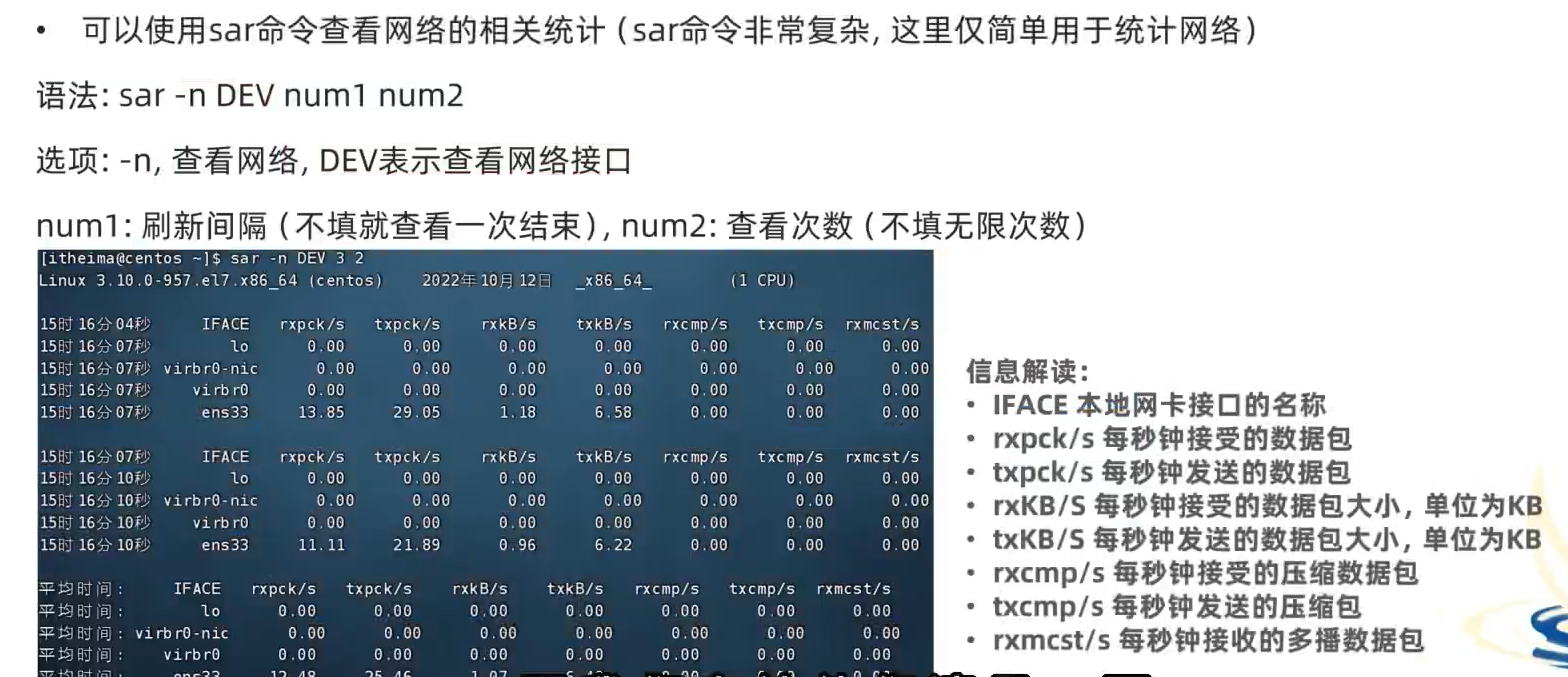 • 可以使用sar命令查看网络的相关统计（sar命令非常复杂, 这里仅简单用于统计网络）
语法: sar -n DEV num1 num2
选项: -n, 查看网络, DEV表示查看网络接口
num1: 刷新间隔（不填就查看一次结束）, num2: 查看次数（不填无限次数）
[itheima@centos ~]$ sar -n DEV 3 2
Linux 3.10.0-957.el7.x86_64 (centos) 2022年10月12日 _x86_64_ (1 CPU)
15时16分04秒 IFACE rxpck/s txpck/s rxkB/s txkB/s rxcmp/s txcmp/s rxmcst/s
15时16分07秒 lo 0.00 0.00 0.00 0.00 0.00 0.00 0.00
15时16分07秒 virbr0-nic 0.00 0.00 0.00 0.00 0.00 0.00 0.00
15时16分07秒 virbr0 0.00 0.00 0.00 0.00 0.00 0.00 0.00
15时16分07秒 ens33 13.85 29.05 1.18 6.58 0.00 0.00 0.00
15时16分07秒 IFACE rxpck/s txpck/s rxkB/s txkB/s rxcmp/s txcmp/s rxmcst/s
15时16分10秒 lo 0.00 0.00 0.00 0.00 0.00 0.00 0.00
15时16分10秒 virbr0-nic 0.00 0.00 0.00 0.00 0.00 0.00 0.00
15时16分10秒 virbr0 0.00 0.00 0.00 0.00 0.00 0.00 0.00
15时16分10秒 ens33 11.11 21.89 0.96 6.22 0.00 0.00 0.00
平均时间: IFACE rxpck/s txpck/s rxkB/s txkB/s rxcmp/s txcmp/s rxmcst/s
平均时间: lo 0.00 0.00 0.00 0.00 0.00 0.00 0.00
平均时间: virbr0-nic 0.00 0.00 0.00 0.00 0.00 0.00 0.00
平均时间: virbr0 0.00 0.00 0.00 0.00 0.00 0.00 0.00
平均时间: ens33 12.48 25.46 1.07
信息解读：
• IFACE 本地网卡接口的名称
• rxpck/s 每秒钟接受的数据包
• txpck/s 每秒钟发送的数据包
• rxKB/S 每秒钟接受的数据包大小，单位为KB
• txKB/S 每秒钟发送的数据包大小，单位为KB
• rxcmp/s 每秒钟接受的压缩数据包
• txcmp/s 每秒钟发送的压缩包
• rxmcst/s 每秒钟接收的多播数据包